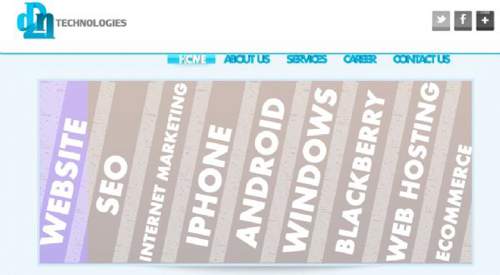 d2n TECHNOLOGIES
HOME ABOUT US SERVICES CAREER CONTACT US
WEBSITE
SEO
INTERNET MARKETING
IPHONE
ANDROID
WINDOWS
BLACKBERRY
WEB HOSTING
ECOMMERCE